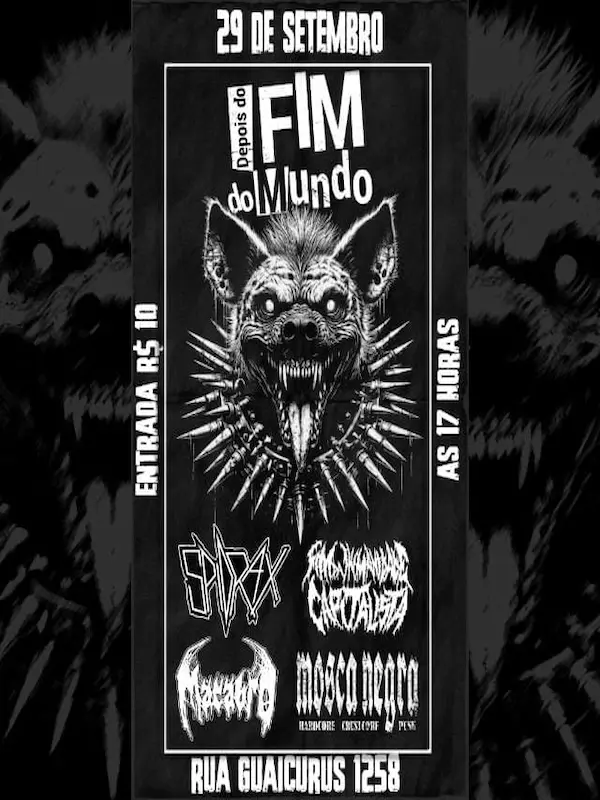 29 DE SETEMBRO
Depois do
FIM
do Mundo
ENTRADA R$ 10
AS 17 HORAS
SPDRAX
CAPITALISTA
Macabro
mosca negra
HARDCORE CRUSTCORE PUNK
RUA GUAICURUS 1258